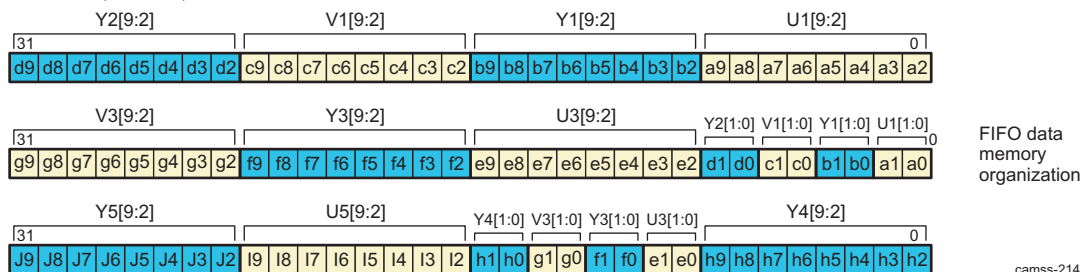 Y2[9:2] V1[9:2] Y1[9:2] U1[9:2]
31 0
d9 d8 d7 d6 d5 d4 d3 d2 c9 c8 c7 c6 c5 c4 c3 c2 b9 b8 b7 b6 b5 b4 b3 b2 a9 a8 a7 a6 a5 a4 a3 a2
V3[9:2] Y3[9:2] U3[9:2] Y2[1:0] V1[1:0] Y1[1:0] U1[1:0]
31 0
g9 g8 g7 g6 g5 g4 g3 g2 f9 f8 f7 f6 f5 f4 f3 f2 e9 e8 e7 e6 e5 e4 e3 e2 d1 d0 c1 c0 b1 b0 a1 a0
FIFO data
memory
organization
Y5[9:2] U5[9:2] Y4[1:0] V3[1:0] Y3[1:0] U3[1:0] Y4[9:2]
31 0
J9 J8 J7 J6 J5 J4 J3 J2 I9 I8 I7 I6 I5 I4 I3 I2 h1 h0 g1 g0 f1 f0 e1 e0 h9 h8 h7 h6 h5 h4 h3 h2
camss-214